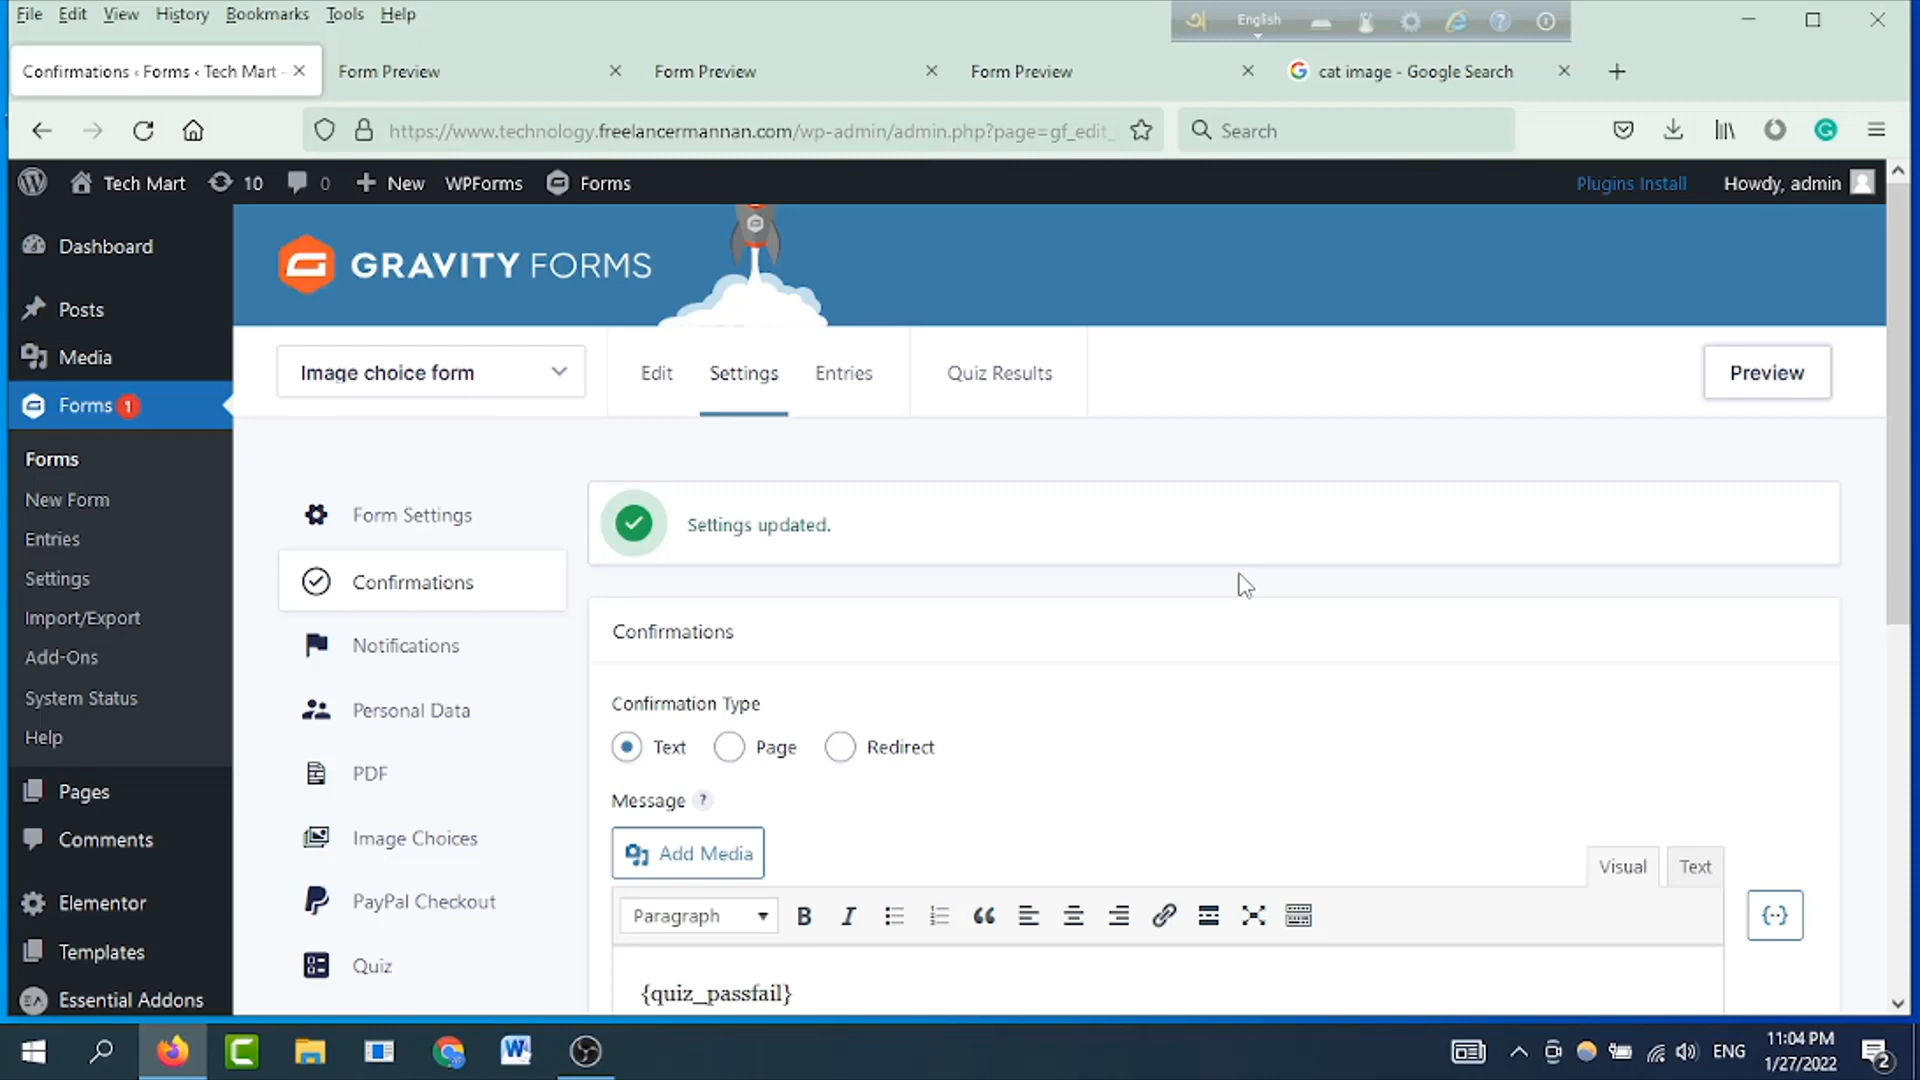 File Edit View History Bookmarks Tools Help
English
Confirmations ‹ Forms ‹ Tech Mart -
Form Preview
Form Preview
Form Preview
cat image - Google Search
https://www.technology.freelancermannan.com/wp-admin/admin.php?page=gf_edit_
Search
Tech Mart 10 0 New WPForms Forms
Plugins Install Howdy, admin
Dashboard
Posts
Media
Forms 1
Forms
New Form
Entries
Settings
Import/Export
Add-Ons
System Status
Help
Pages
Comments
Elementor
Templates
Essential Addons
GRAVITY FORMS
Image choice form
Edit Settings Entries Quiz Results
Preview
Form Settings
Confirmations
Notifications
Personal Data
PDF
Image Choices
PayPal Checkout
Quiz
Settings updated.
Confirmations
Confirmation Type
Text Page Redirect
Message ?
Add Media
Visual Text
Paragraph
{quiz_passfail}
ENG
11:04 PM
1/27/2022
2